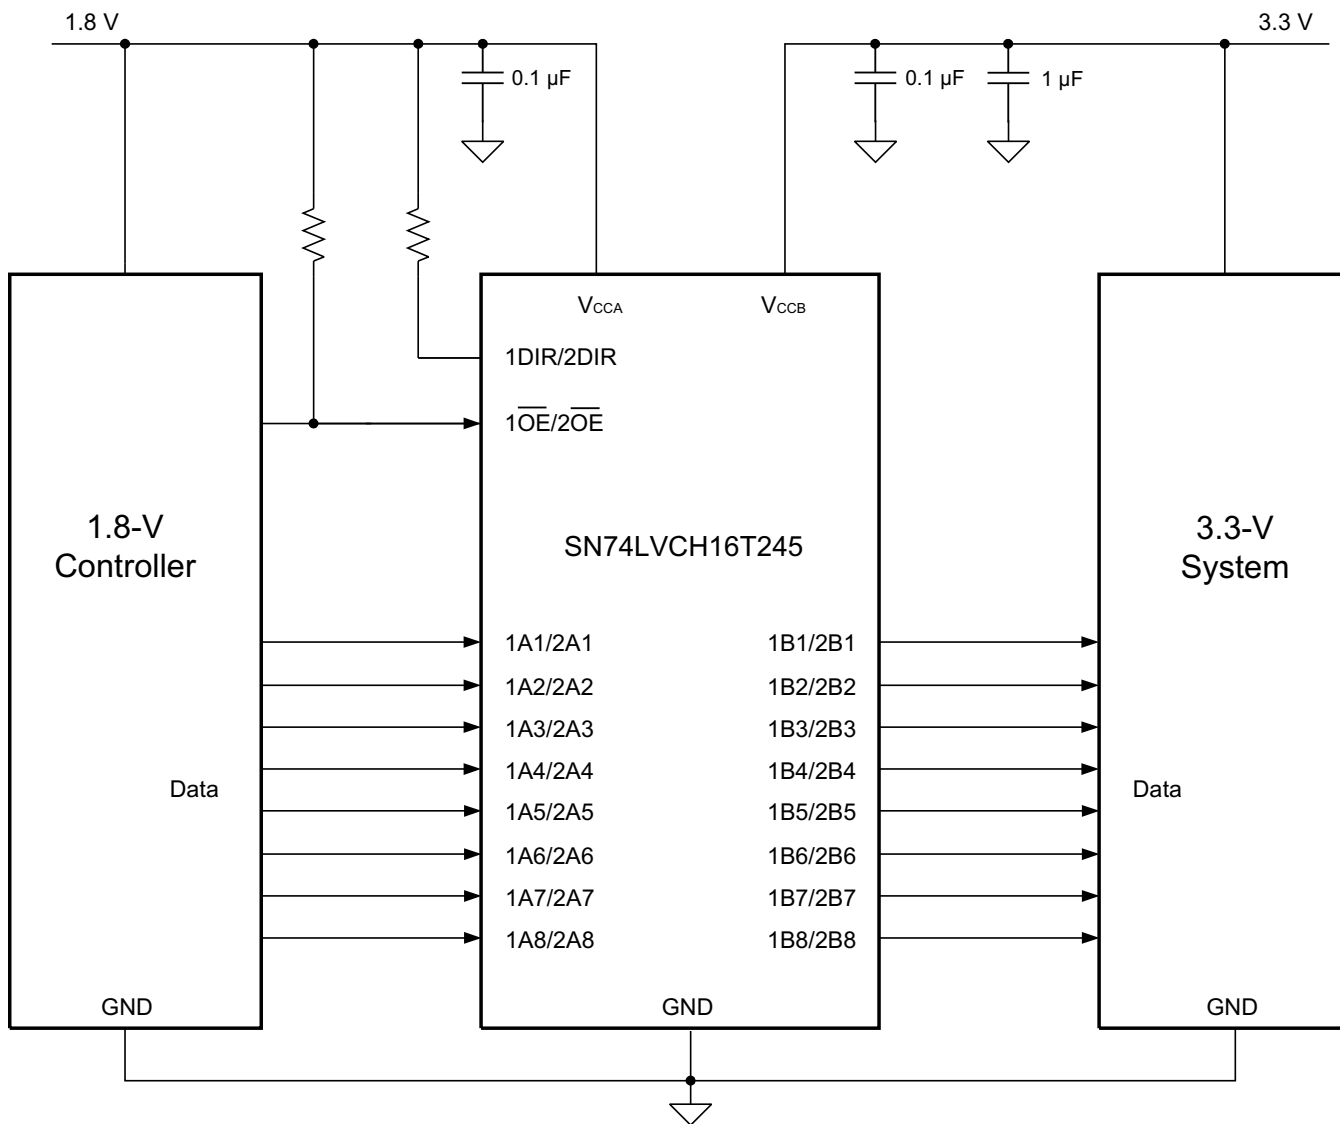 1.8 V
3.3 V
0.1 µF
0.1 µF
1 µF
VCCA
VCCB
1DIR/2DIR
1O̅E̅/2O̅E̅
1.8-V
Controller
SN74LVCH16T245
3.3-V
System
1A1/2A1
1B1/2B1
1A2/2A2
1B2/2B2
1A3/2A3
1B3/2B3
1A4/2A4
1B4/2B4
Data
Data
1A5/2A5
1B5/2B5
1A6/2A6
1B6/2B6
1A7/2A7
1B7/2B7
1A8/2A8
1B8/2B8
GND
GND
GND